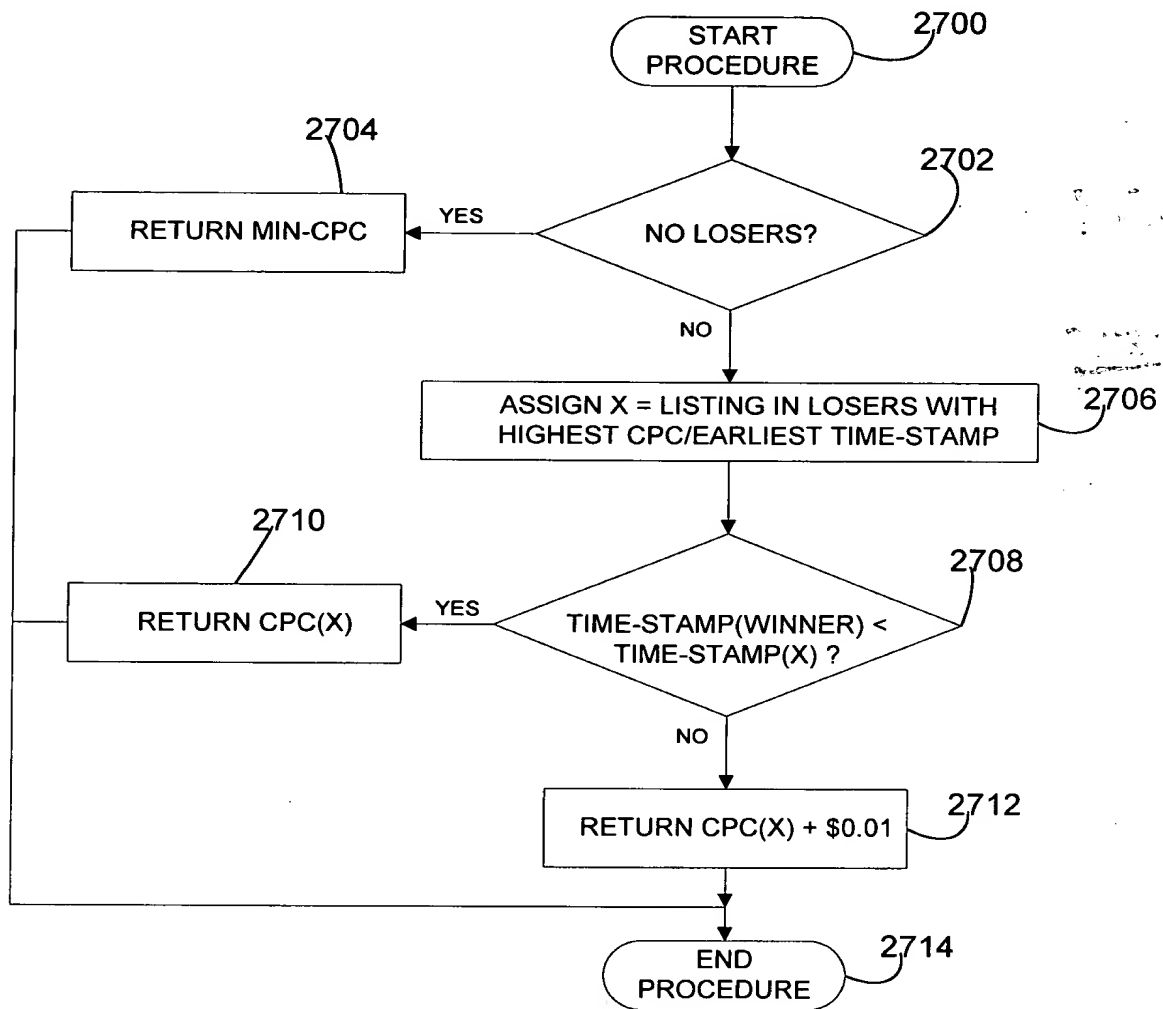 START
PROCEDURE
2700
2704
2702
RETURN MIN-CPC
YES
NO LOSERS?
NO
2706
ASSIGN X = LISTING IN LOSERS WITH
HIGHEST CPC/EARLIEST TIME-STAMP
2710
2708
RETURN CPC(X)
YES
TIME-STAMP(WINNER) <
TIME-STAMP(X) ?
NO
2712
RETURN CPC(X) + $0.01
2714
END
PROCEDURE